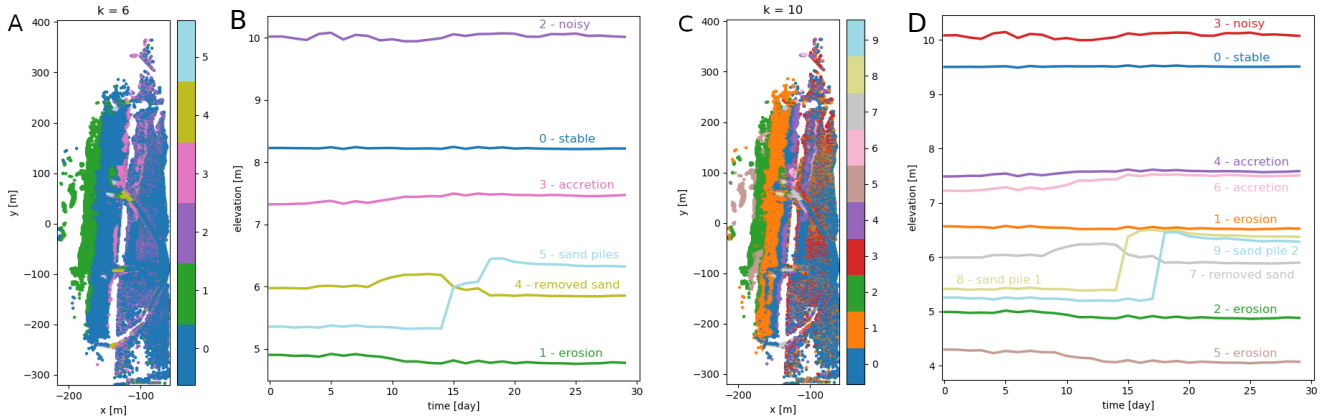 A
k = 6
400
300
200
100
0
−100
−200
−300
y [m]
−200
−100
x [m]
5
4
3
2
1
0
B
2 - noisy
0 - stable
3 - accretion
5 - sand piles
4 - removed sand
1 - erosion
10
9
8
7
6
5
elevation [m]
0
5
10
15
20
25
30
time [day]
C
k = 10
400
300
200
100
0
−100
−200
−300
y [m]
−200
−100
x [m]
9
8
7
6
5
4
3
2
1
0
D
3 - noisy
0 - stable
4 - accretion
6 - accretion
1 - erosion
9 - sand pile 2
8 - sand pile 1
7 - removed sand
2 - erosion
5 - erosion
10
9
8
7
6
5
4
elevation [m]
0
5
10
15
20
25
30
time [day]